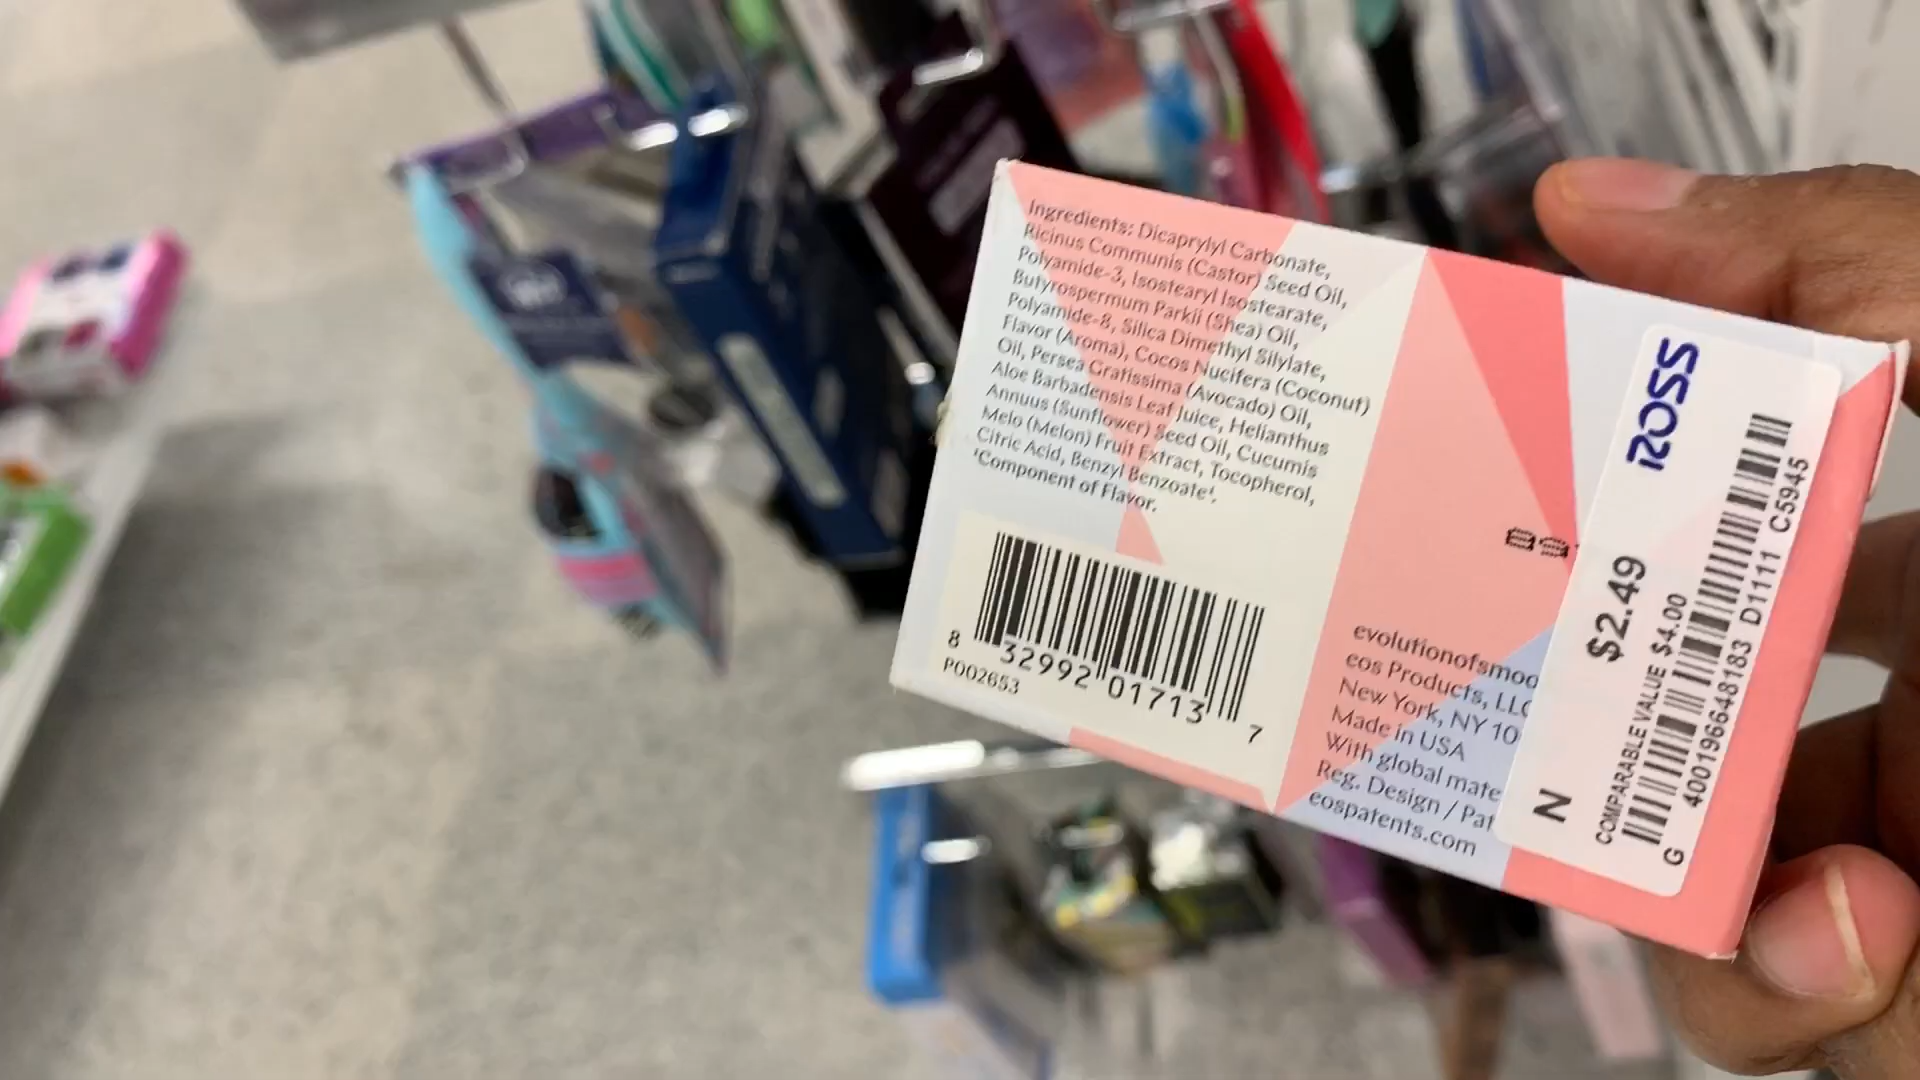 Ingredients: Dicaprylyl Carbonate,
Ricinus Communis (Castor) Seed Oil,
Polyamide-3, Isostearyl Isostearate,
Butyrospermum Parkii (Shea) Oil,
Polyamide-8, Silica Dimethyl Silylate,
Flavor (Aroma), Cocos Nucifera (Coconut)
Oil, Persea Gratissima (Avocado) Oil,
Aloe Barbadensis Leaf Juice, Helianthus
Annuus (Sunflower) Seed Oil, Cucumis
Melo (Melon) Fruit Extract, Tocopherol,
Citric Acid, Benzyl Benzoate¹.
¹Component of Flavor.
8 32992 01713 7
P002653
evolutionofsmoo
eos Products, LLC
New York, NY 10
Made in USA
With global mate
Reg. Design / Pat
eospatents.com
ROSS
N $2.49
COMPARABLE VALUE $4.00
G 400196648183 D1111 C5945